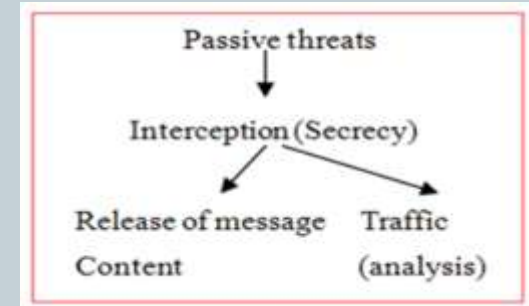 Passive threats
Interception (Secrecy)
Release of message Traffic
Content (analysis)